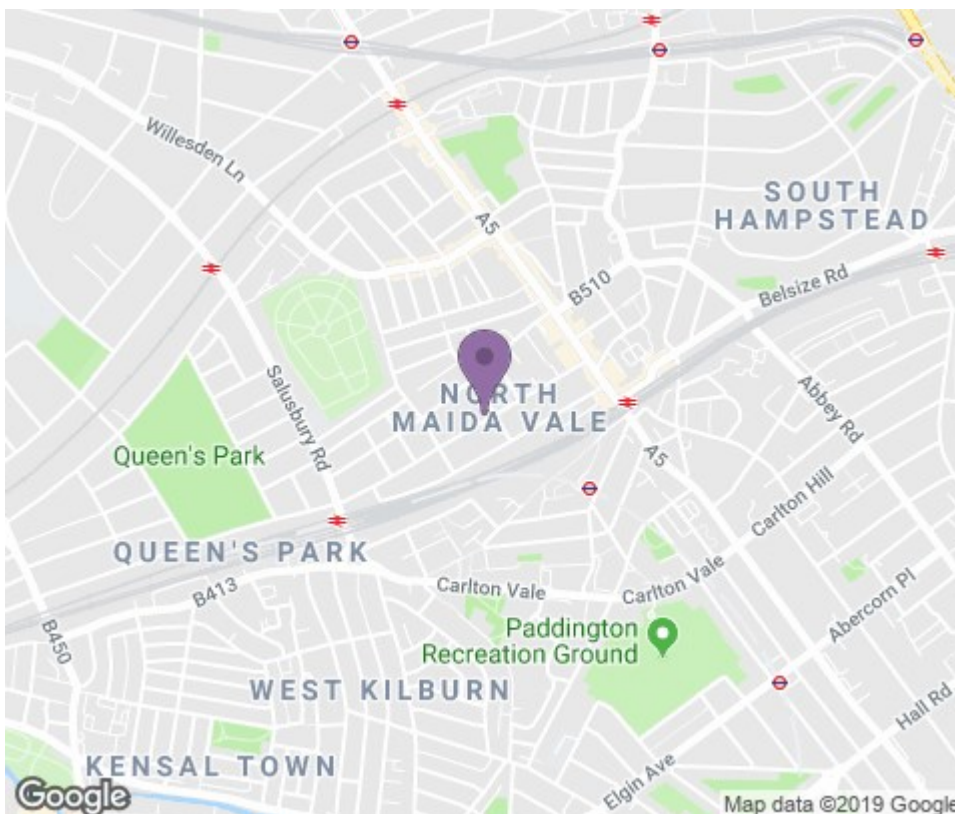 Willesden Ln
A5
SOUTH
HAMPSTEAD
B510
Belsize Rd
Salusbury Rd
NORTH
MAIDA VALE
Abbey Rd
Queen's Park
A5
Carlton Hill
QUEEN'S PARK
B413
Carlton Vale
Carlton Vale
Abercorn Pl
B450
Paddington
Recreation Ground
WEST KILBURN
Hall Rd
KENSAL TOWN
Elgin Ave
Google
Map data ©2019 Google